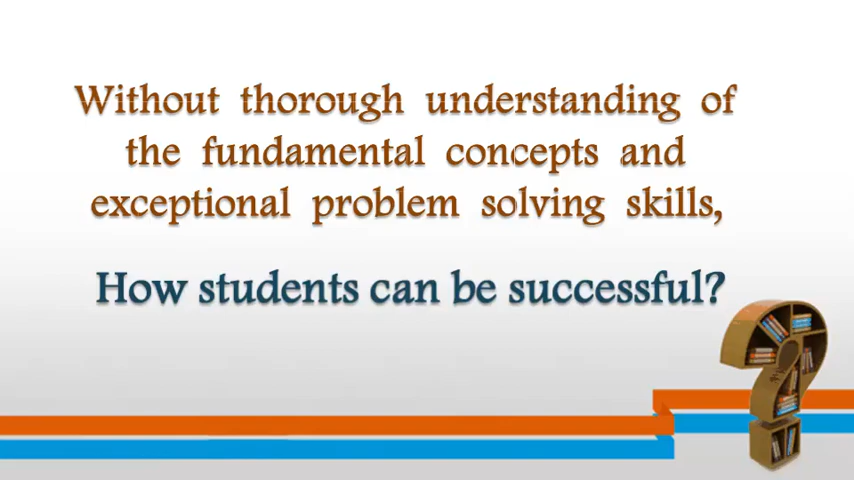 Without thorough understanding of
the fundamental concepts and
exceptional problem solving skills,
How students can be successful?